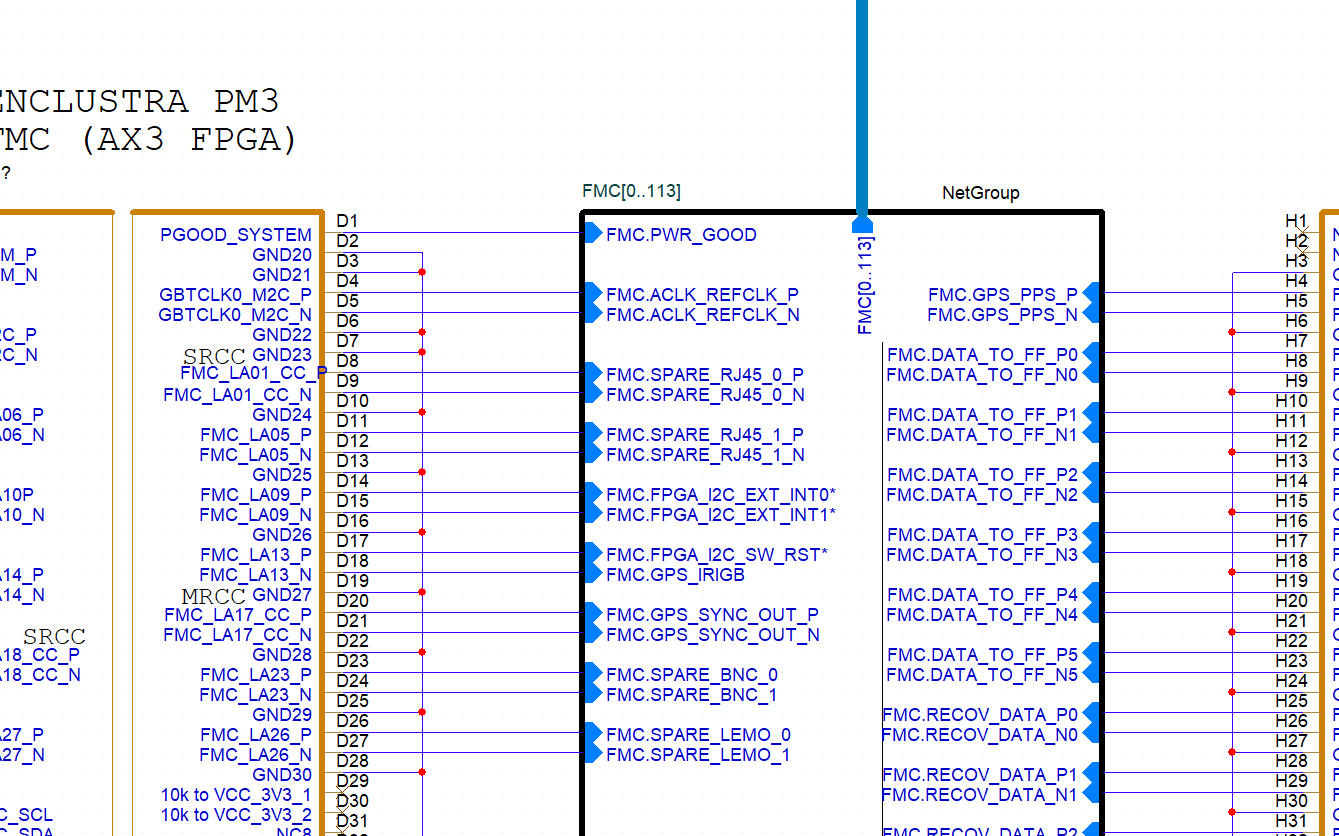 ENCLUSTRA PM3
FMC (AX3 FPGA)
?
FMC[0..113]
NetGroup
FMC[0..113]
M_P
M_N
C_P
C_N
06_P
06_N
10P
10_N
14_P
14_N
SRCC
18_CC_P
18_CC_N
27_P
27_N
C_SCL
SDA
PGOOD_SYSTEM D1
GND20 D2
GND21 D3
GBTCLK0_M2C_P D4
GBTCLK0_M2C_N D5
GND22 D6
SRCC GND23 D7
FMC_LA01_CC_P D8
FMC_LA01_CC_N D9
GND24 D10
FMC_LA05_P D11
FMC_LA05_N D12
GND25 D13
FMC_LA09_P D14
FMC_LA09_N D15
GND26 D16
FMC_LA13_P D17
FMC_LA13_N D18
MRCC GND27 D19
FMC_LA17_CC_P D20
FMC_LA17_CC_N D21
GND28 D22
FMC_LA23_P D23
FMC_LA23_N D24
GND29 D25
FMC_LA26_P D26
FMC_LA26_N D27
GND30 D28
10k to VCC_3V3_1 D29
10k to VCC_3V3_2 D30
NC8 D31
FMC.PWR_GOOD
FMC.ACLK_REFCLK_P
FMC.ACLK_REFCLK_N
FMC.SPARE_RJ45_0_P
FMC.SPARE_RJ45_0_N
FMC.SPARE_RJ45_1_P
FMC.SPARE_RJ45_1_N
FMC.FPGA_I2C_EXT_INT0*
FMC.FPGA_I2C_EXT_INT1*
FMC.FPGA_I2C_SW_RST*
FMC.GPS_IRIGB
FMC.GPS_SYNC_OUT_P
FMC.GPS_SYNC_OUT_N
FMC.SPARE_BNC_0
FMC.SPARE_BNC_1
FMC.SPARE_LEMO_0
FMC.SPARE_LEMO_1
FMC.GPS_PPS_P
FMC.GPS_PPS_N
FMC.DATA_TO_FF_P0
FMC.DATA_TO_FF_N0
FMC.DATA_TO_FF_P1
FMC.DATA_TO_FF_N1
FMC.DATA_TO_FF_P2
FMC.DATA_TO_FF_N2
FMC.DATA_TO_FF_P3
FMC.DATA_TO_FF_N3
FMC.DATA_TO_FF_P4
FMC.DATA_TO_FF_N4
FMC.DATA_TO_FF_P5
FMC.DATA_TO_FF_N5
FMC.RECOV_DATA_P0
FMC.RECOV_DATA_N0
FMC.RECOV_DATA_P1
FMC.RECOV_DATA_N1
FMC.RECOV_DATA_P2
H1
H2
H3
H4
H5
H6
H7
H8
H9
H10
H11
H12
H13
H14
H15
H16
H17
H18
H19
H20
H21
H22
H23
H24
H25
H26
H27
H28
H29
H30
H31